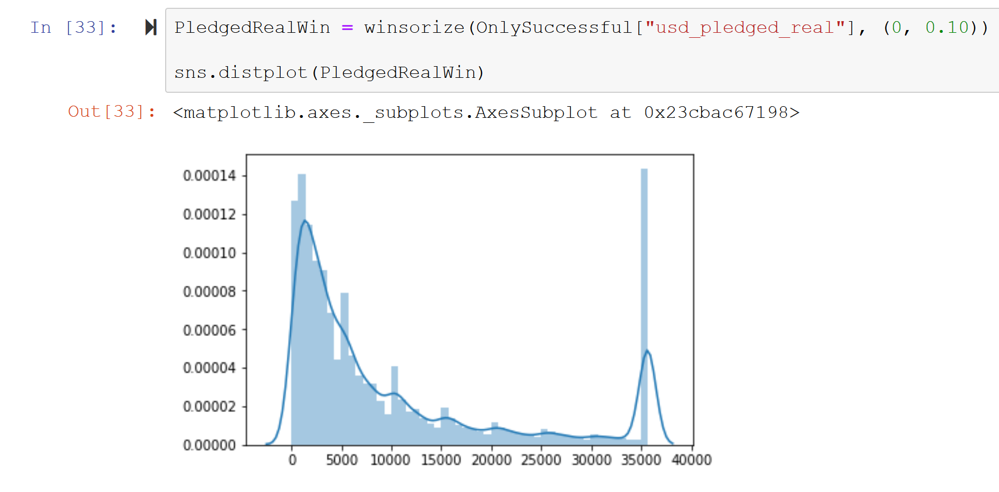 In [33]: PledgedRealWin = winsorize(OnlySuccessful["usd_pledged_real"], (0, 0.10))
sns.distplot(PledgedRealWin)
Out[33]: <matplotlib.axes._subplots.AxesSubplot at 0x23cbac67198>
0.00014
0.00012
0.00010
0.00008
0.00006
0.00004
0.00002
0.00000
0 5000 10000 15000 20000 25000 30000 35000 40000